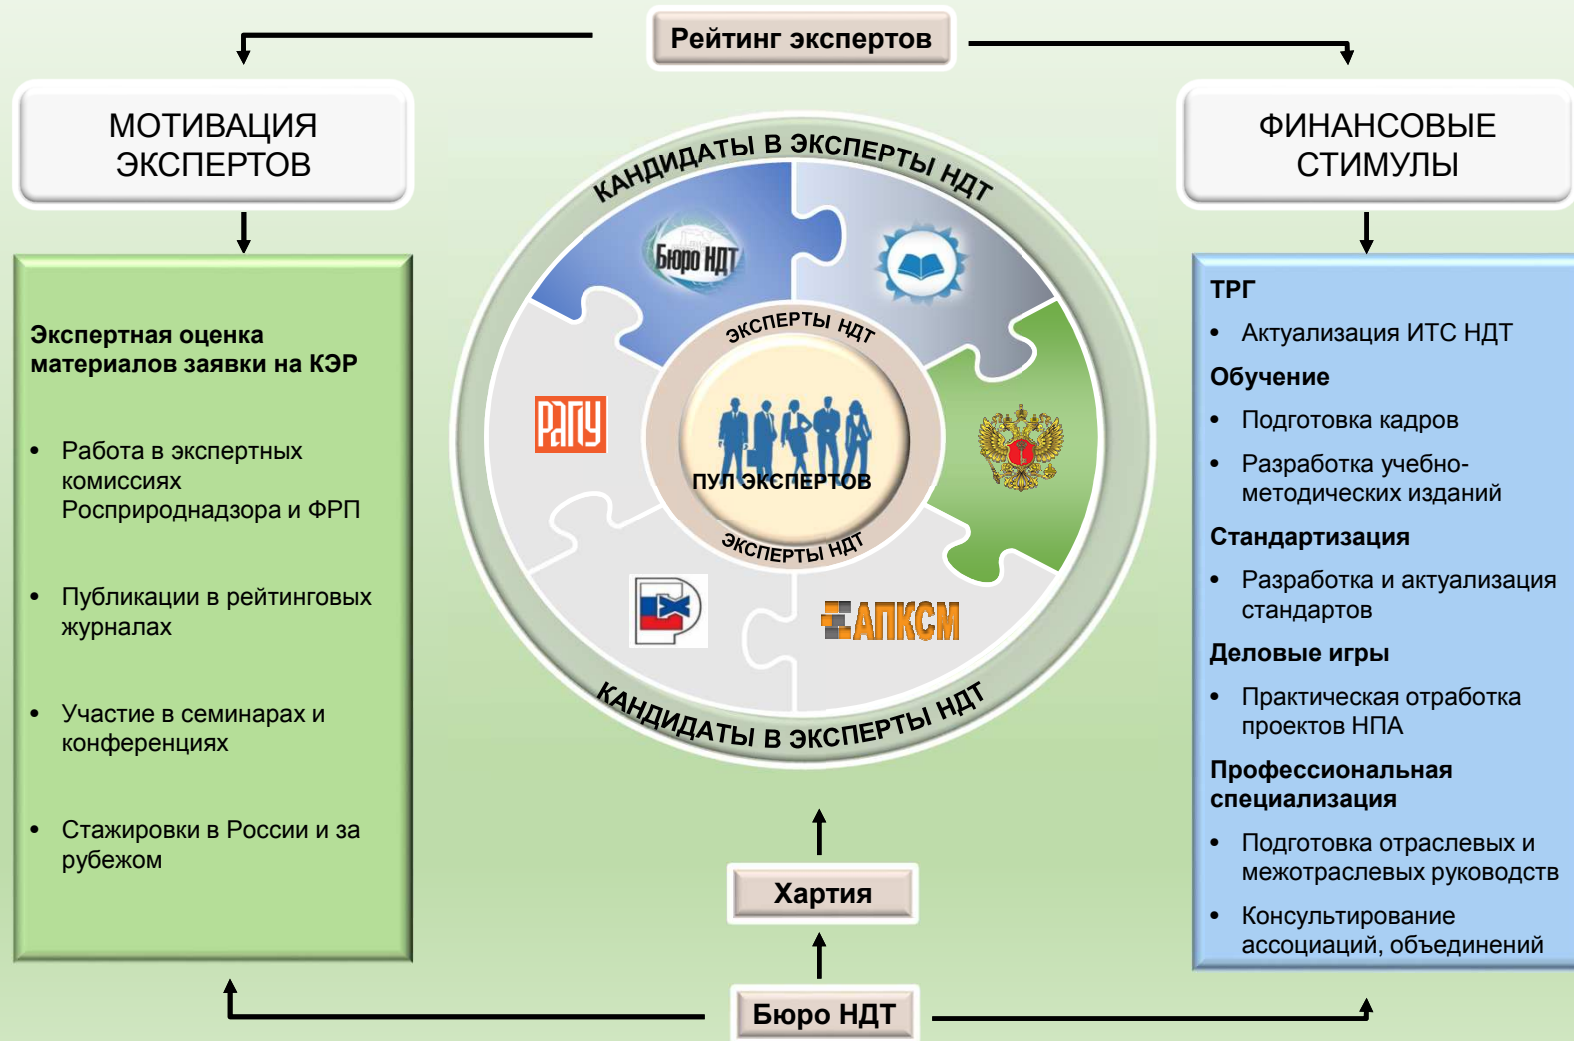 Рейтинг экспертов
МОТИВАЦИЯ
ЭКСПЕРТОВ
ФИНАНСОВЫЕ
СТИМУЛЫ
Экспертная оценка
материалов заявки на КЭР
• Работа в экспертных
комиссиях
Росприроднадзора и ФРП
• Публикации в рейтинговых
журналах
• Участие в семинарах и
конференциях
• Стажировки в России и за
рубежом
КАНДИДАТЫ В ЭКСПЕРТЫ НДТ
Бюро НДТ
ЭКСПЕРТЫ НДТ
РАПУ
ПУЛ ЭКСПЕРТОВ
ЭКСПЕРТЫ НДТ
АПКСМ
КАНДИДАТЫ В ЭКСПЕРТЫ НДТ
ТРГ
• Актуализация ИТС НДТ
Обучение
• Подготовка кадров
• Разработка учебно-
методических изданий
Стандартизация
• Разработка и актуализация
стандартов
Деловые игры
• Практическая отработка
проектов НПА
Профессиональная
специализация
• Подготовка отраслевых и
межотраслевых руководств
• Консультирование
ассоциаций, объединений
Хартия
Бюро НДТ